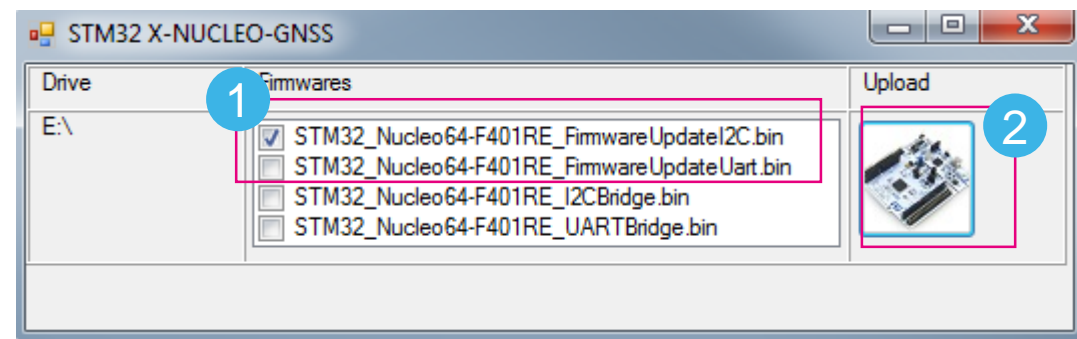 STM32 X-NUCLEO-GNSS
Drive Firmwares Upload
1
E:\
STM32_Nucleo64-F401RE_FirmwareUpdateI2C.bin
2
STM32_Nucleo64-F401RE_FirmwareUpdateUart.bin
STM32_Nucleo64-F401RE_I2CBridge.bin
STM32_Nucleo64-F401RE_UARTBridge.bin